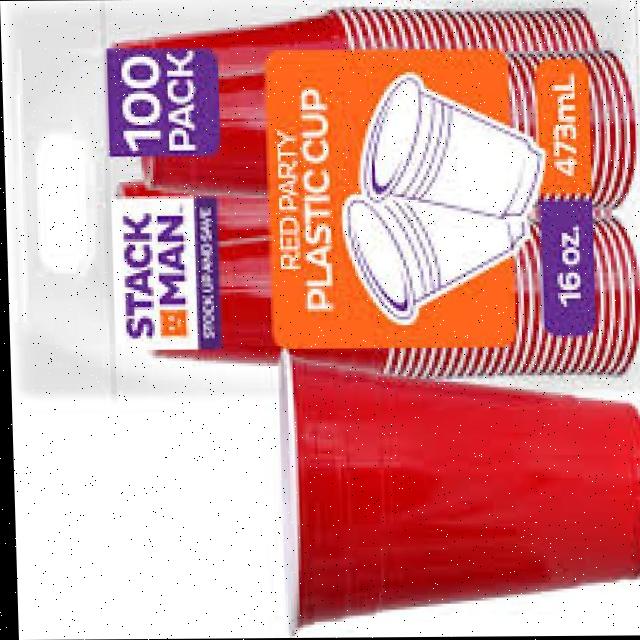 100
PACK
STACK
MAN
STOCK UP AND SAVE
RED PARTY
PLASTIC CUP
16 oz.
473mL